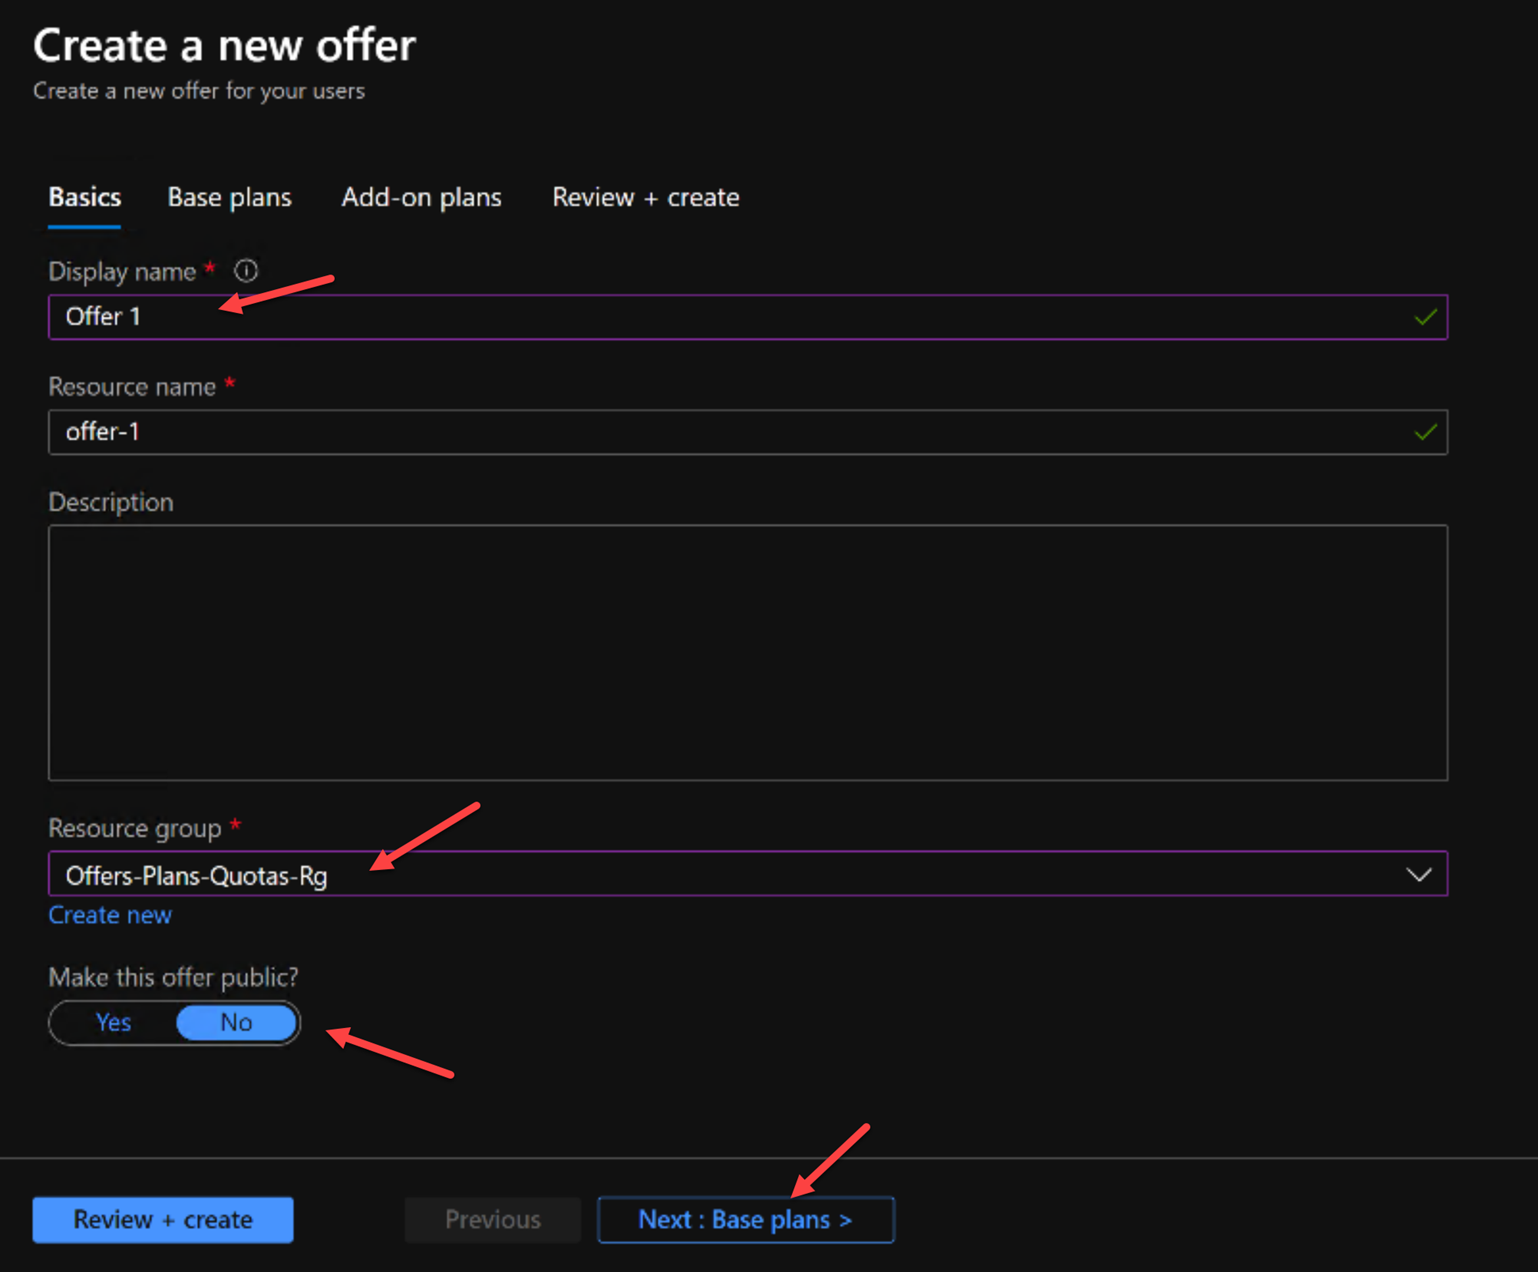 Create a new offer
Create a new offer for your users
Basics Base plans Add-on plans Review + create
Display name *
Offer 1
Resource name *
offer-1
Description
Resource group *
Offers-Plans-Quotas-Rg
Create new
Make this offer public?
Yes No
Review + create Previous Next : Base plans >